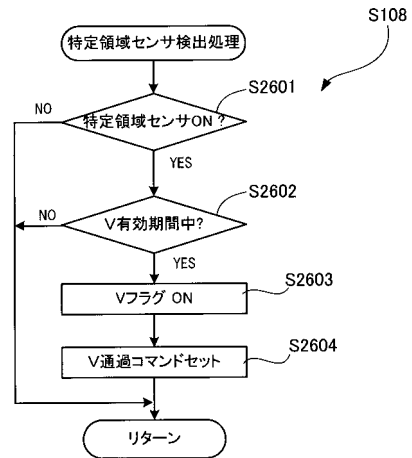 S108
特定領域センサ検出処理
S2601
特定領域センサON?
NO
YES
S2602
V有効期間中?
NO
YES
S2603
Vフラグ ON
S2604
V通過コマンドセット
リターン